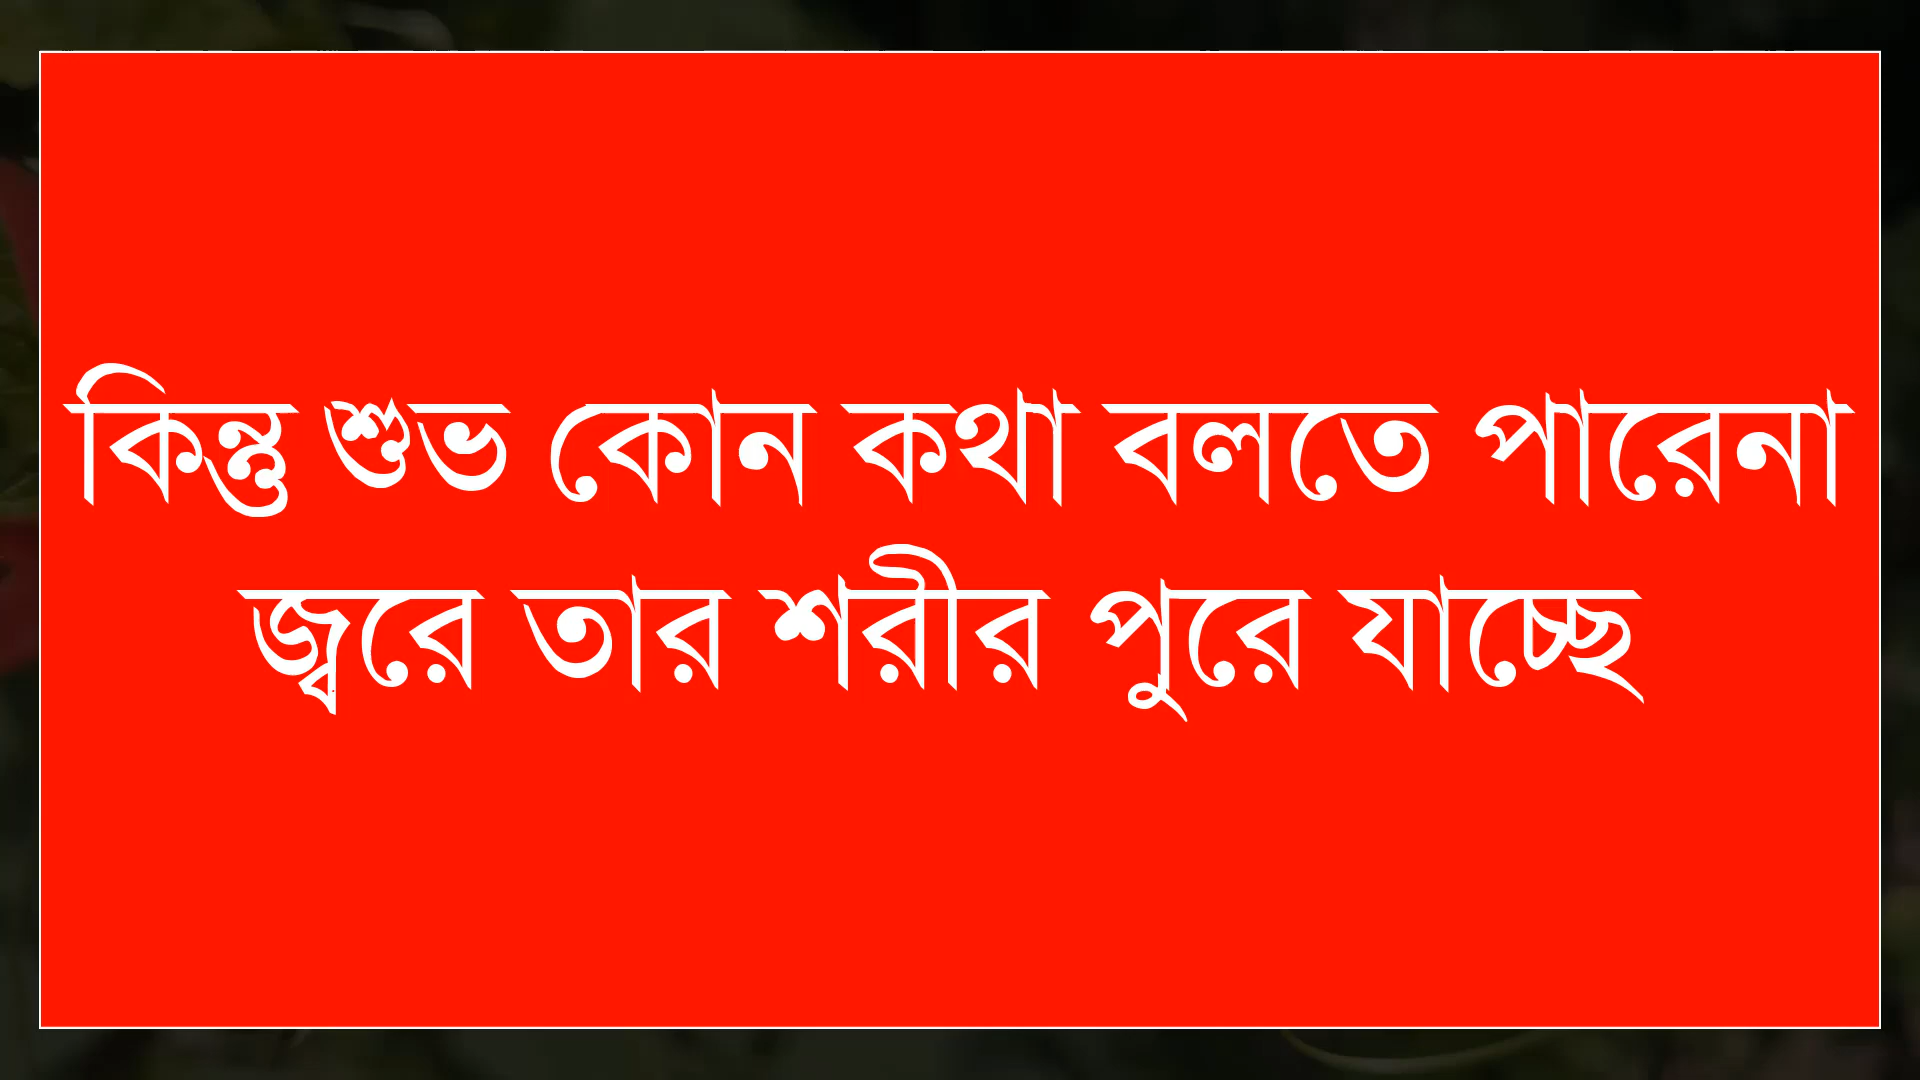 কিন্তু শুভ কোন কথা বলতে পারেনা
জ্বরে তার শরীর পুরে যাচ্ছে